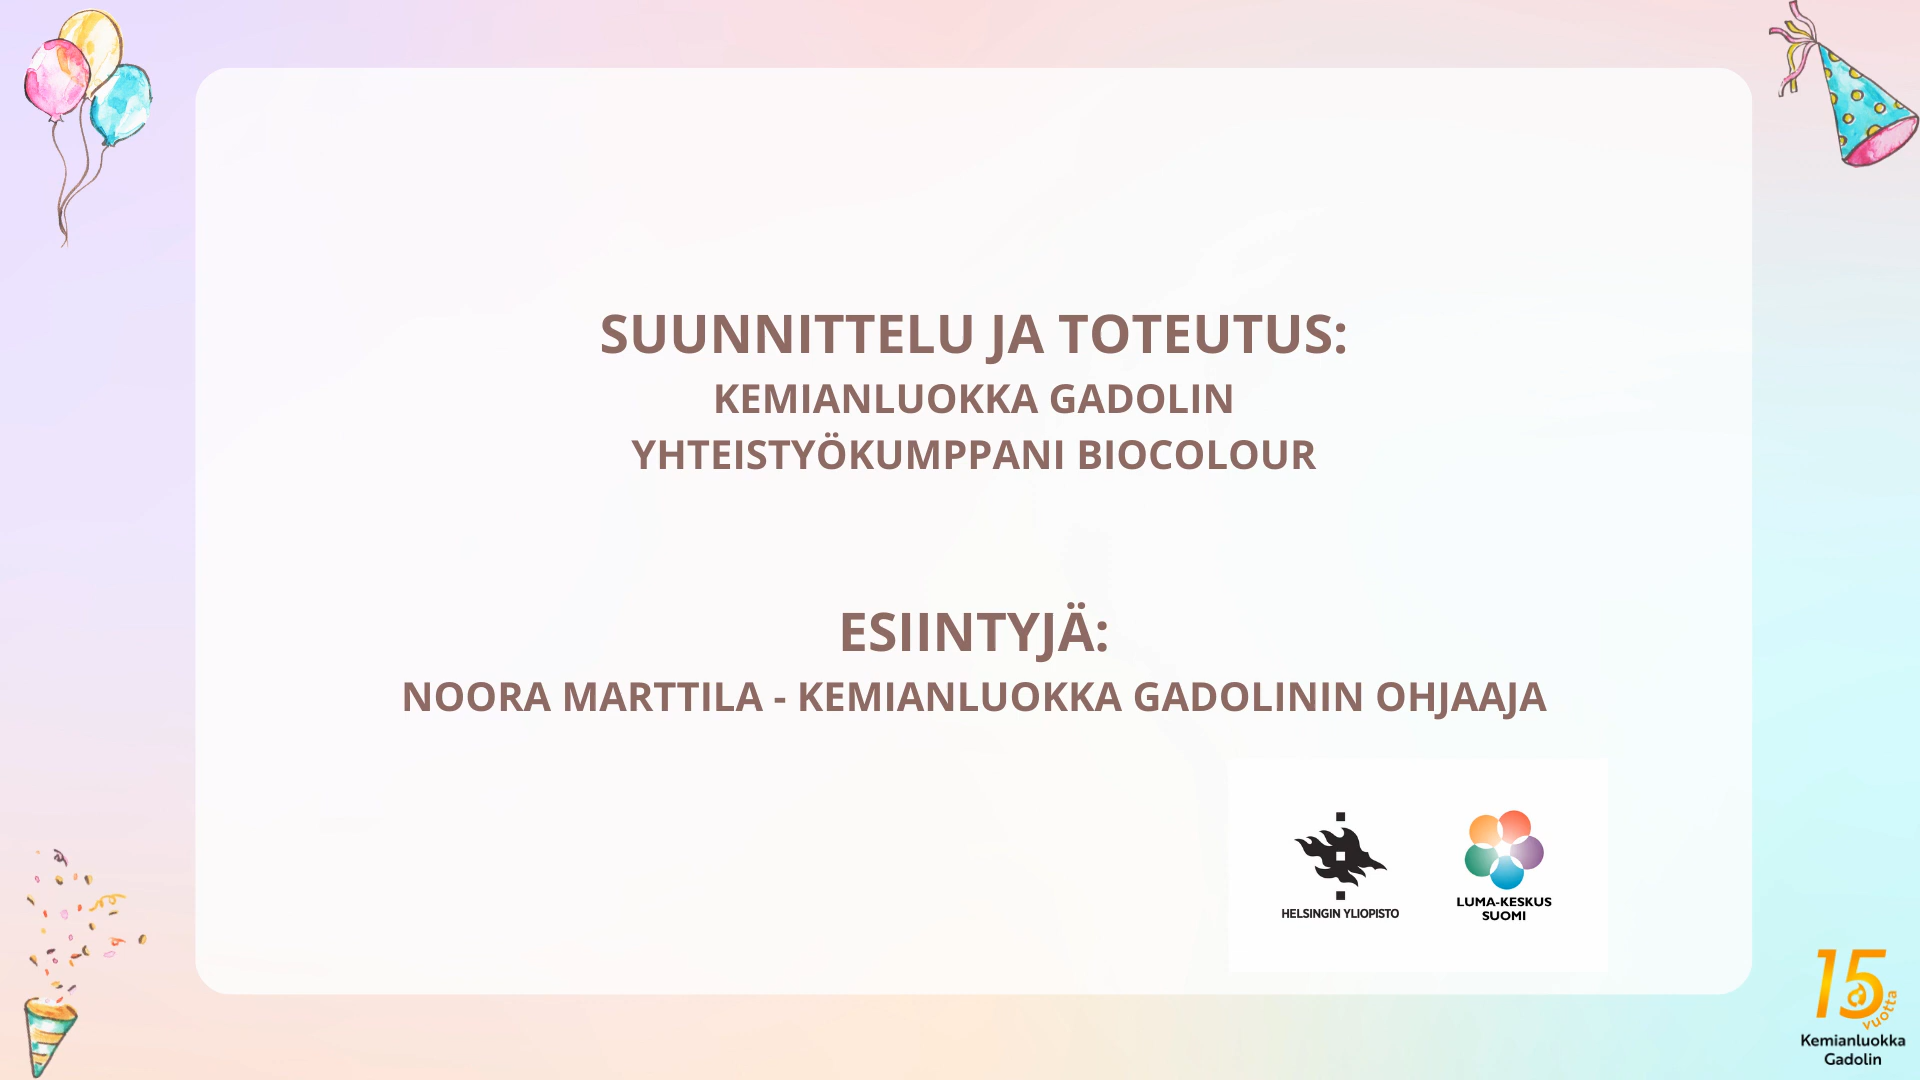 SUUNNITTELU JA TOTEUTUS:
KEMIANLUOKKA GADOLIN
YHTEISTYÖKUMPPANI BIOCOLOUR
ESIINTYJÄ:
NOORA MARTTILA - KEMIANLUOKKA GADOLININ OHJAAJA
HELSINGIN YLIOPISTO
LUMA-KESKUS
SUOMI
15
vuotta
Kemianluokka
Gadolin